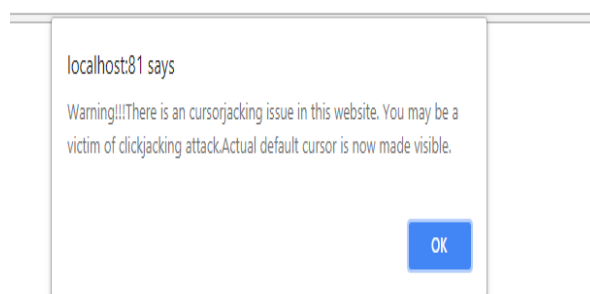 localhost:81 says
Warning!!!There is an cursorjacking issue in this website. You may be a
victim of clickjacking attack.Actual default cursor is now made visible.
OK